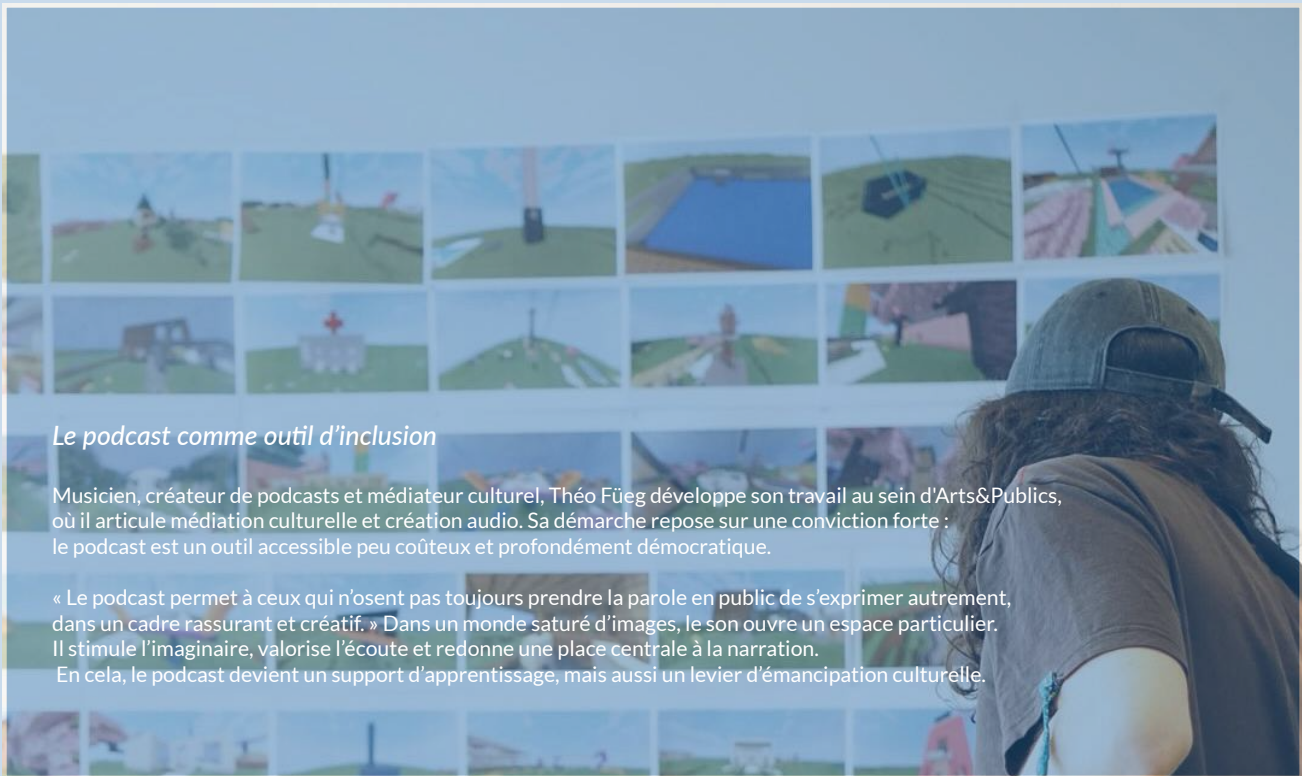 Le podcast comme outil d’inclusion
Musicien, créateur de podcasts et médiateur culturel, Théo Füeg développe son travail au sein d'Arts&Publics,
où il articule médiation culturelle et création audio. Sa démarche repose sur une conviction forte :
le podcast est un outil accessible peu coûteux et profondément démocratique.
« Le podcast permet à ceux qui n’osent pas toujours prendre la parole en public de s’exprimer autrement,
dans un cadre rassurant et créatif. » Dans un monde saturé d’images, le son ouvre un espace particulier.
Il stimule l’imaginaire, valorise l’écoute et redonne une place centrale à la narration.
En cela, le podcast devient un support d’apprentissage, mais aussi un levier d’émancipation culturelle.